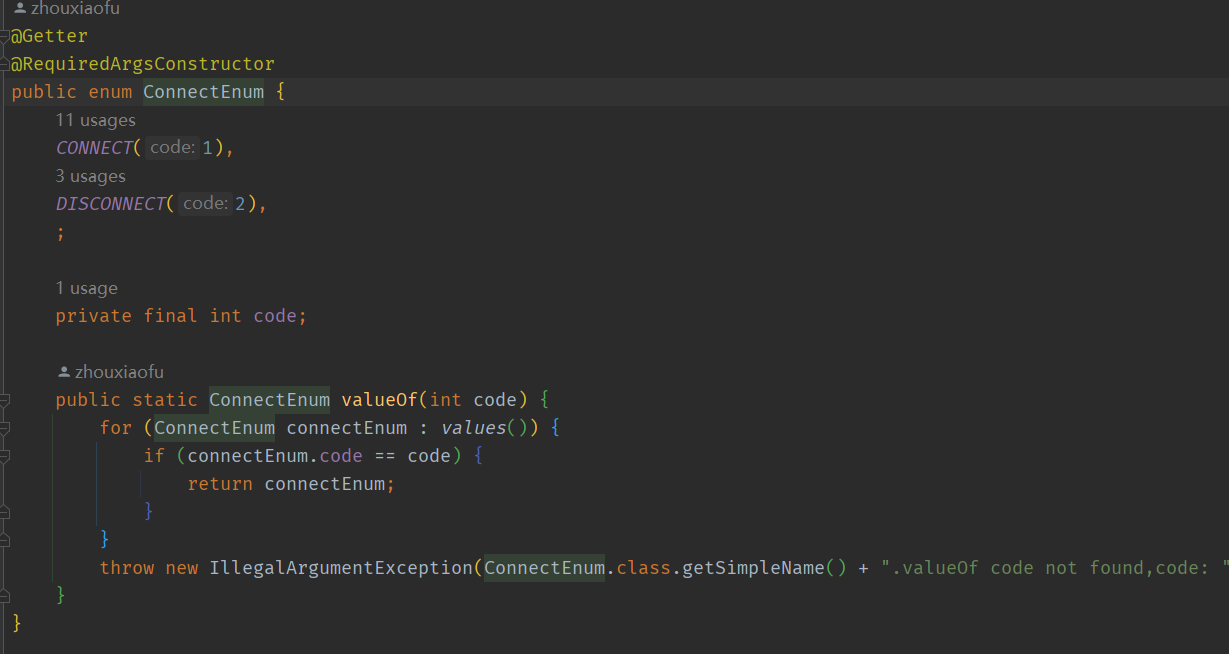 zhouxiaofu
@Getter
@RequiredArgsConstructor
public enum ConnectEnum {
11 usages
CONNECT( code: 1),
3 usages
DISCONNECT( code: 2),
;
1 usage
private final int code;
zhouxiaofu
public static ConnectEnum valueOf(int code) {
for (ConnectEnum connectEnum : values()) {
if (connectEnum.code == code) {
return connectEnum;
}
}
throw new IllegalArgumentException(ConnectEnum.class.getSimpleName() + ".valueOf code not found,code: "
}
}